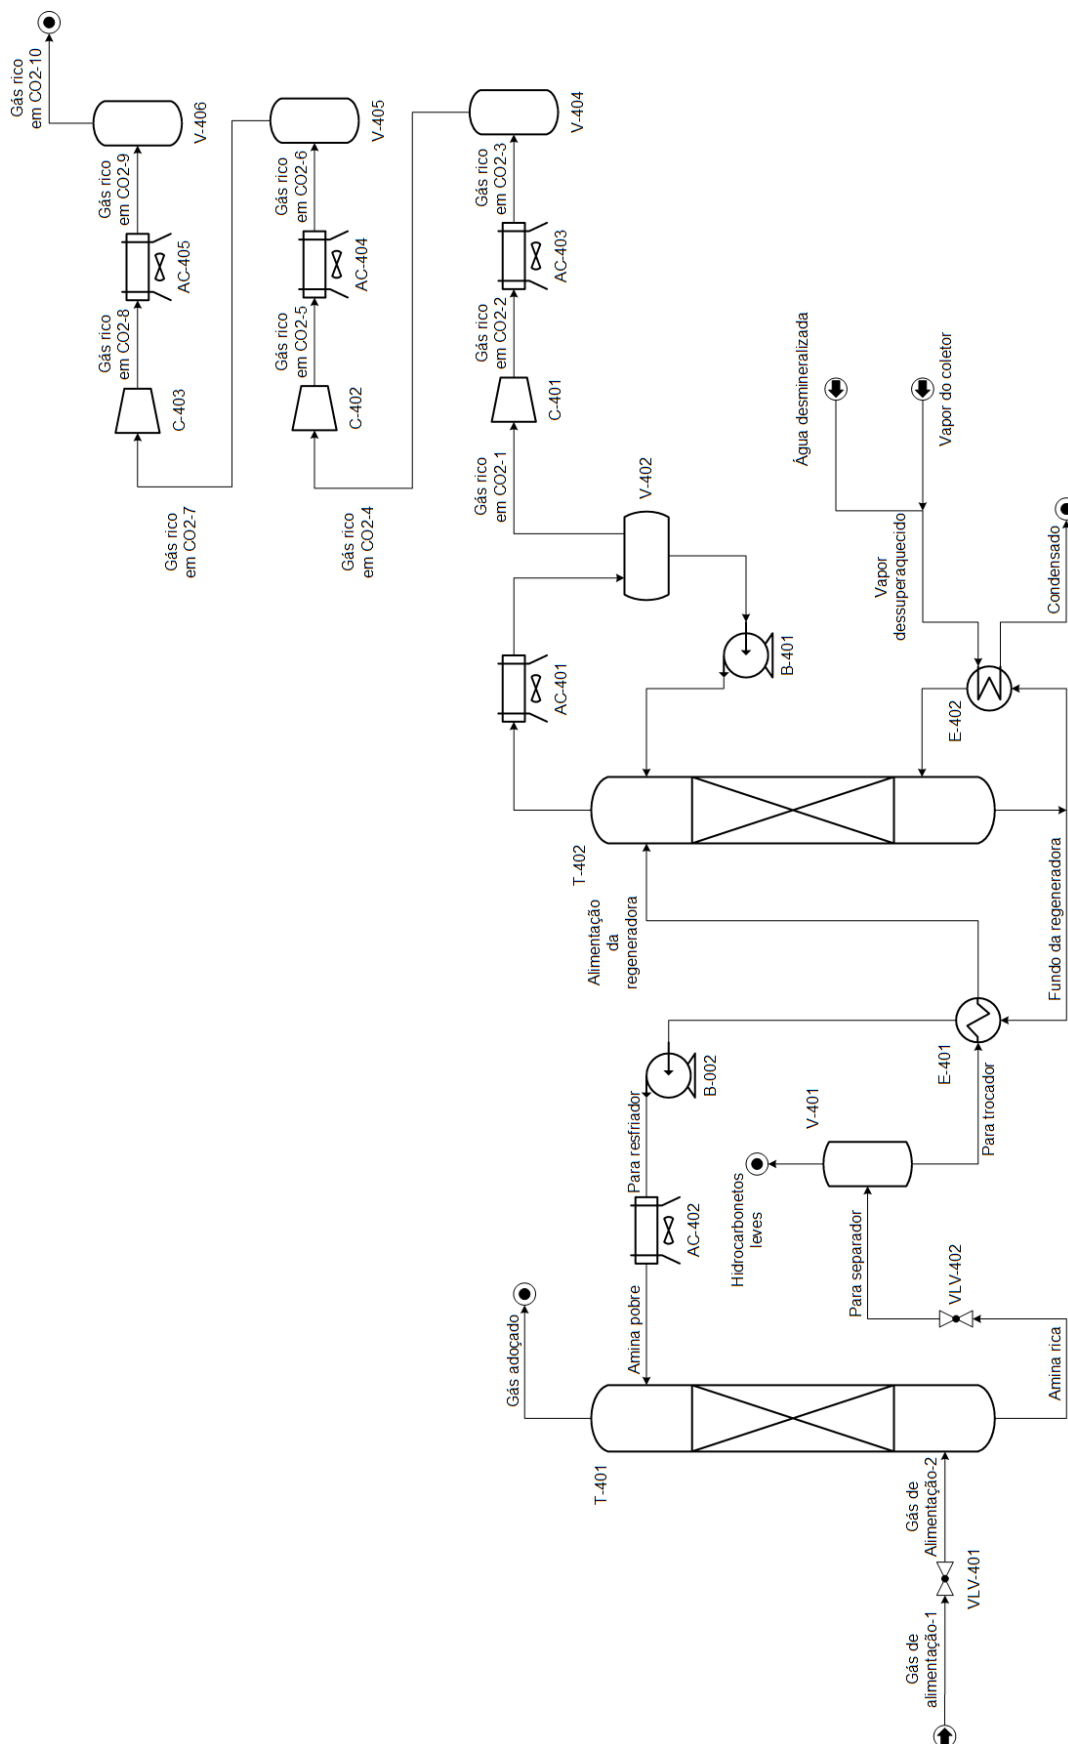 Gás rico
em CO2-10
V-406
Gás rico
em CO2-9
AC-405
Gás rico
em CO2-8
C-403
Gás rico
em CO2-7
V-405
Gás rico
em CO2-6
AC-404
Gás rico
em CO2-5
C-402
Gás rico
em CO2-4
V-404
Gás rico
em CO2-3
AC-403
Gás rico
em CO2-2
C-401
Gás rico
em CO2-1
V-402
AC-401
B-401
Água desmineralizada
Vapor do coletor
Vapor
dessuperaquecido
Condensado
E-402
T-402
Alimentação
da
regeneradora
Fundo da regeneradora
E-401
B-002
Para resfriador
AC-402
Amina pobre
V-401
Para trocador
Hidrocarbonetos
leves
Para separador
VLV-402
Amina rica
Gás adoçado
T-401
Gás de
Alimentação-2
VLV-401
Gás de
alimentação-1